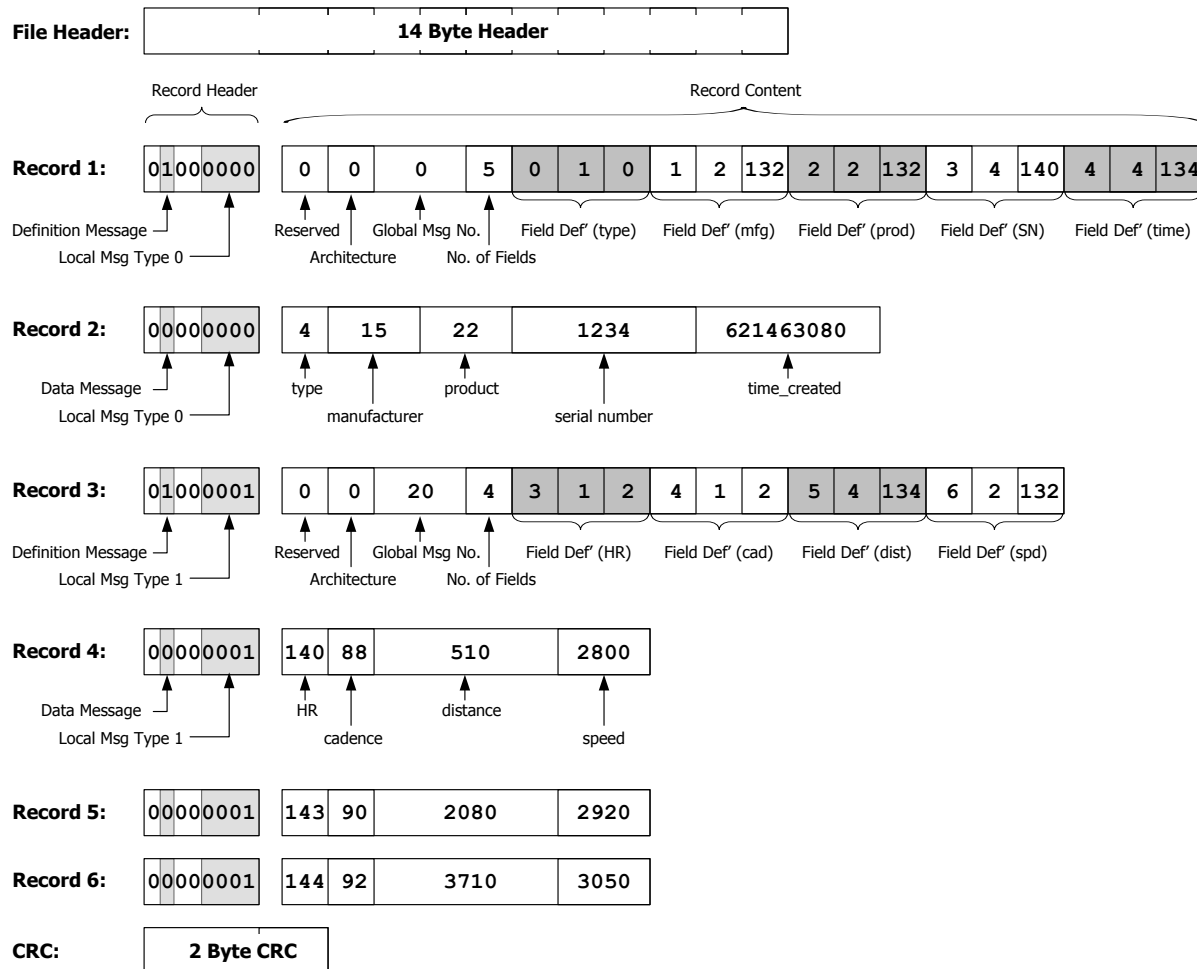 File Header: 14 Byte Header
Record Header Record Content
Record 1: 01000000 0 0 0 5 0 1 0 1 2 132 2 2 132 3 4 140 4 4 134
Definition Message Reserved Global Msg No. Field Def’ (type) Field Def’ (mfg) Field Def’ (prod) Field Def’ (SN) Field Def’ (time)
Local Msg Type 0 Architecture No. of Fields
Record 2: 00000000 4 15 22 1234 621463080
Data Message type product time_created
Local Msg Type 0 manufacturer serial number
Record 3: 01000001 0 0 20 4 3 1 2 4 1 2 5 4 134 6 2 132
Definition Message Reserved Global Msg No. Field Def’ (HR) Field Def’ (cad) Field Def’ (dist) Field Def’ (spd)
Local Msg Type 1 Architecture No. of Fields
Record 4: 00000001 140 88 510 2800
Data Message HR distance
Local Msg Type 1 cadence speed
Record 5: 00000001 143 90 2080 2920
Record 6: 00000001 144 92 3710 3050
CRC: 2 Byte CRC